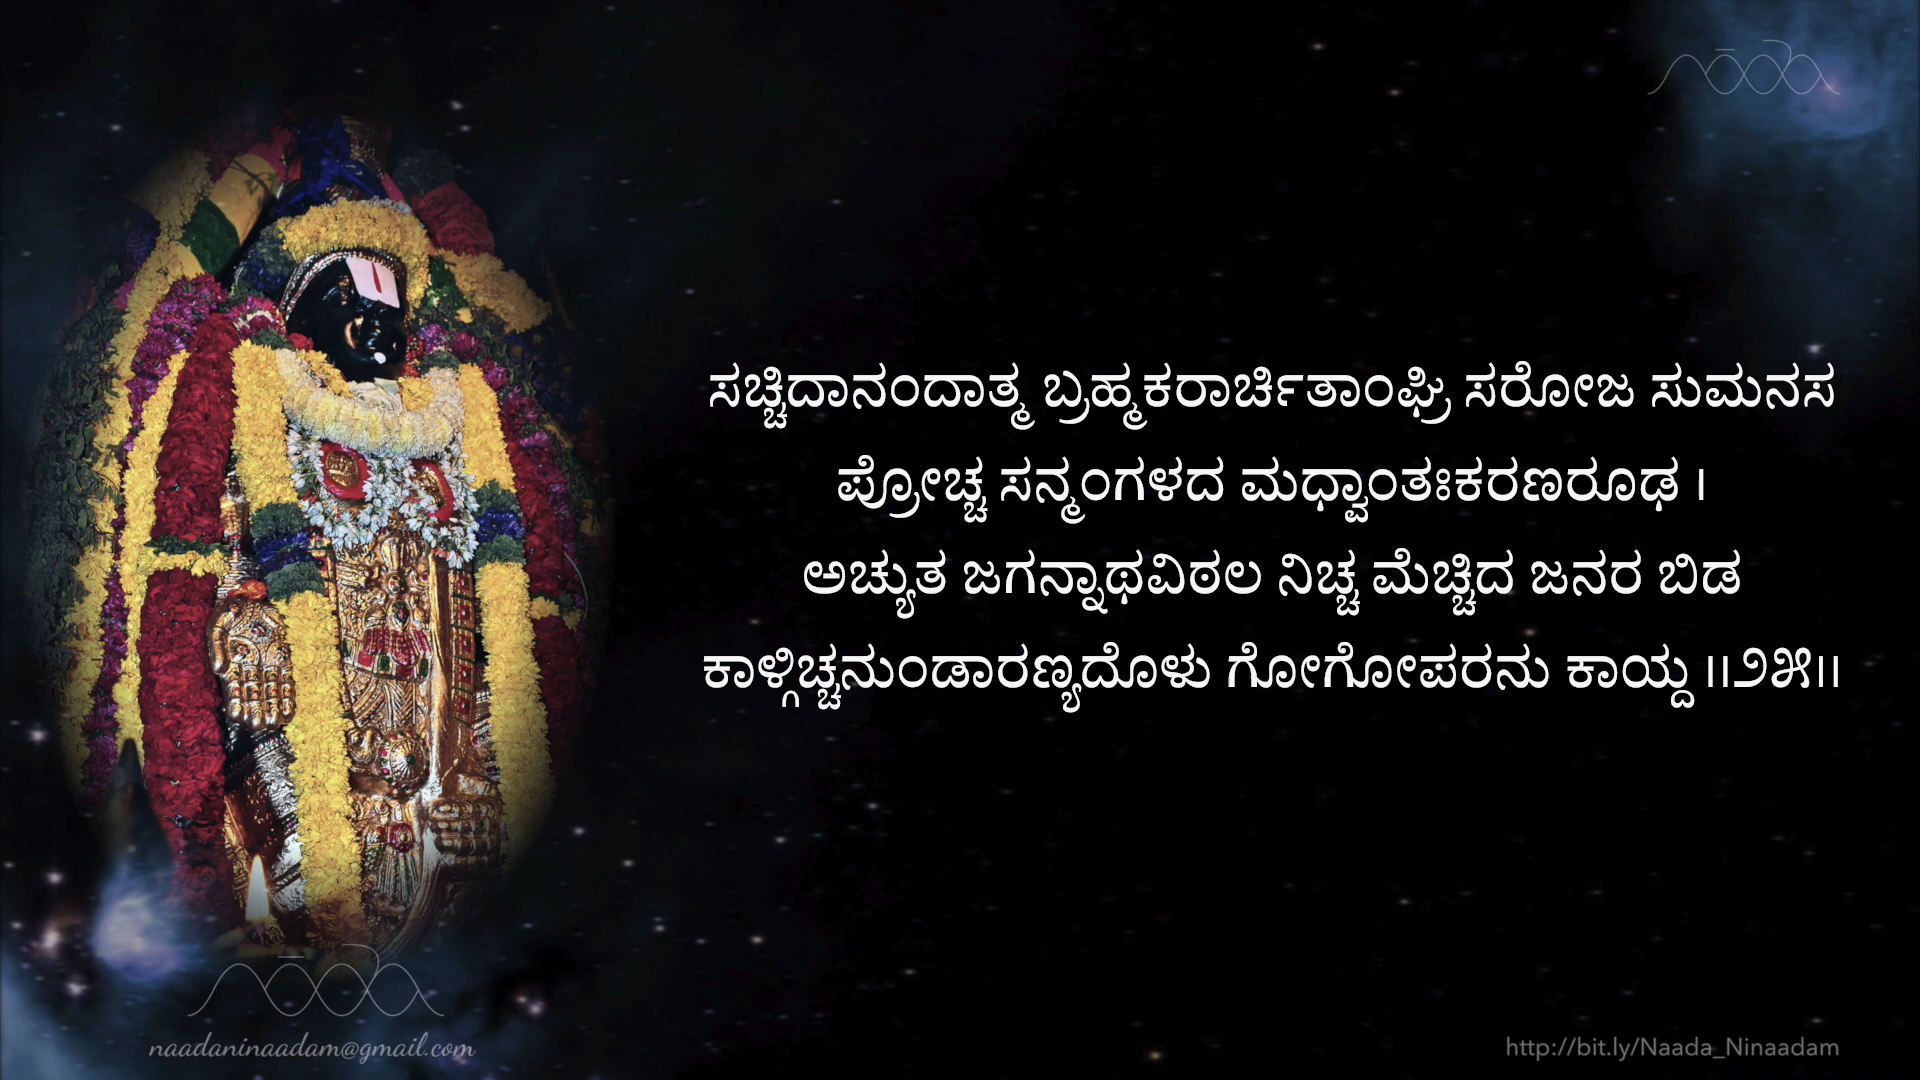 ನಾದ
ಸಚ್ಚಿದಾನಂದಾತ್ಮ ಬ್ರಹ್ಮಕರಾರ್ಚಿತಾಂಘ್ರಿ ಸರೋಜ ಸುಮನಸ
ಪ್ರೋಚ್ಚ ಸನ್ಮಂಗಳದ ಮಧ್ವಾಂತಃಕರಣರೂಢ ।
ಅಚ್ಯುತ ಜಗನ್ನಾಥವಿಠಲ ನಿಚ್ಚ ಮೆಚ್ಚಿದ ಜನರ ಬಿಡ
ಕಾಳ್ಗಿಚ್ಚನುಂಡಾರಣ್ಯದೊಳು ಗೋಗೋಪರನು ಕಾಯ್ದ ।।೨೫।।
naadaninaadam@gmail.com
http://bit.ly/Naada_Ninaadam